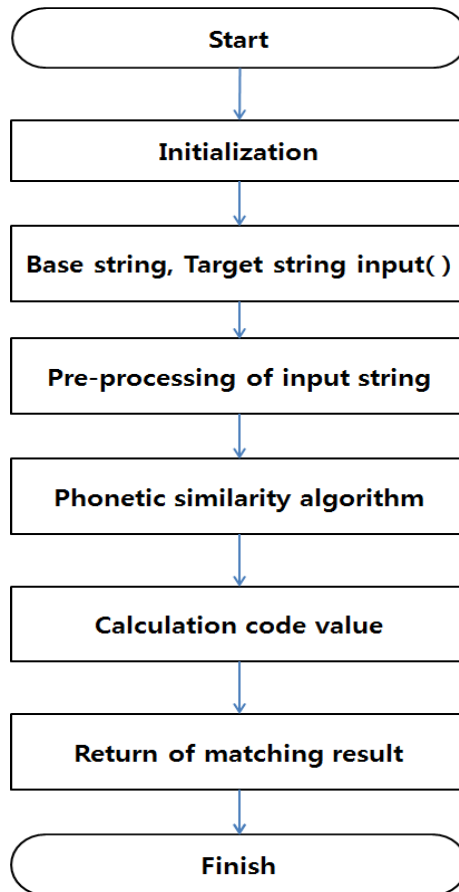 Start
Initialization
Base string, Target string input( )
Pre-processing of input string
Phonetic similarity algorithm
Calculation code value
Return of matching result
Finish